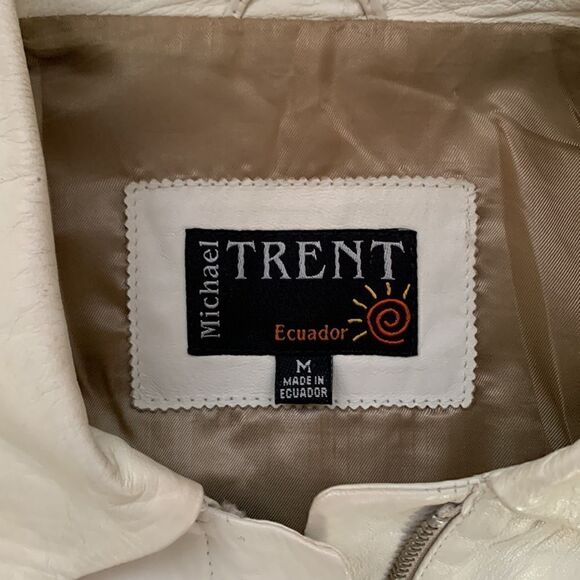 Michael
TRENT
Ecuador
M
MADE IN
ECUADOR